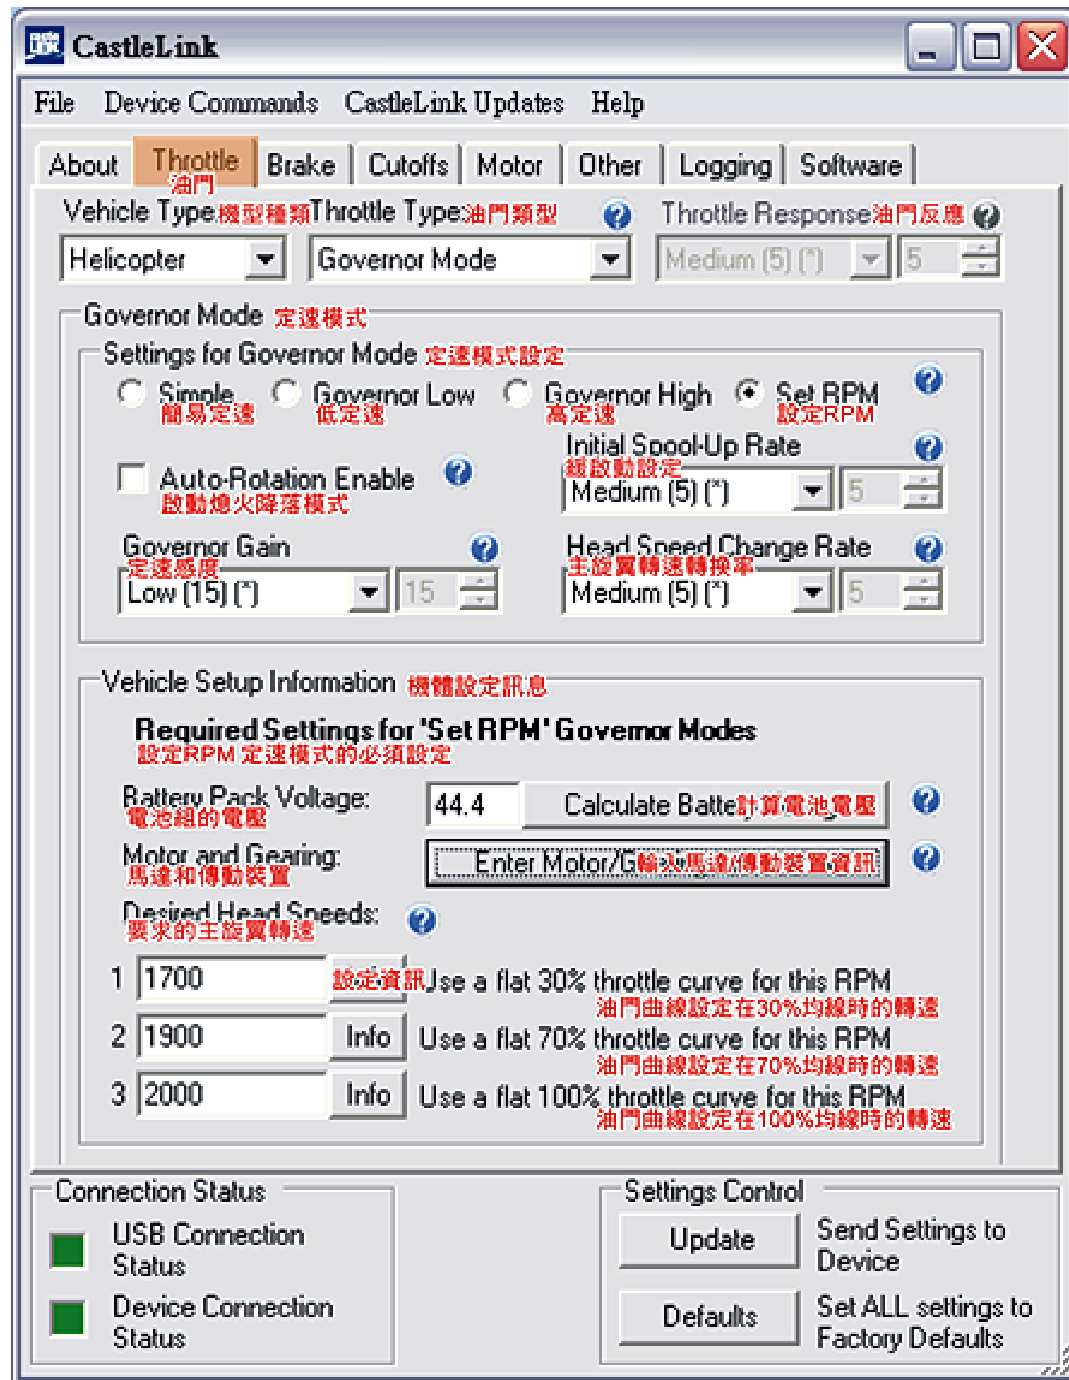 CastleLink
File Device Commands CastleLink Updates Help
About Throttle Brake Cutoffs Motor Other Logging Software
油門
Vehicle Type: 機型種類 Throttle Type: 油門類型 Throttle Response 油門反應
Helicopter Governor Mode Medium (5) (*) 5
Governor Mode 定速模式
Settings for Governor Mode 定速模式設定
Simple Governor Low Governor High Set RPM
簡易定速 低定速 高定速 設定RPM
Initial Spool-Up Rate
緩啟動設定
Auto-Rotation Enable Medium (5) (*) 5
啟動熄火降落模式
Governor Gain Head Speed Change Rate
定速感度 主旋翼轉速轉換率
Low (15) (*) 15 Medium (5) (*) 5
Vehicle Setup Information 機體設定訊息
Required Settings for 'Set RPM' Governor Modes
設定RPM 定速模式的必須設定
Battery Pack Voltage: 44.4 Calculate 計算電池電壓
電池組的電壓
Motor and Gearing: Enter Motor/ 輸入馬達/傳動裝置資訊
馬達和傳動裝置
Desired Head Speeds:
要求的主旋翼轉速
1 1700 設定資訊 Use a flat 30% throttle curve for this RPM
油門曲線設定在30%均線時的轉速
2 1900 Info Use a flat 70% throttle curve for this RPM
油門曲線設定在70%均線時的轉速
3 2000 Info Use a flat 100% throttle curve for this RPM
油門曲線設定在100%均線時的轉速
Connection Status Settings Control
USB Connection Status
Device Connection Status
Update Send Settings to Device
Defaults Set ALL settings to Factory Defaults